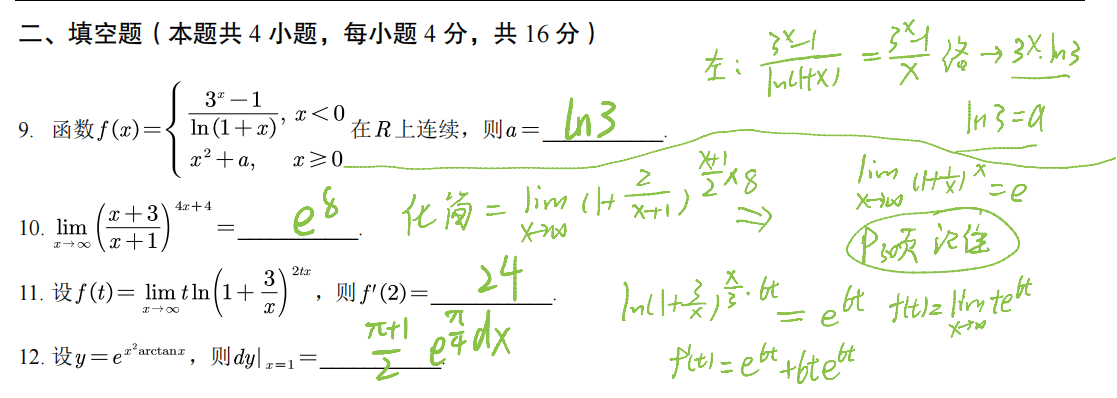 二、填空题（本题共 4 小题，每小题 4 分，共 16 分）
左：(3^x-1)/(ln(1+x)) = (3^x-1)/x 洛 → 3^x·ln3
ln3=a
9. 函数 f(x)={ (3^x-1)/(ln(1+x)), x<0 在 R 上连续，则 a= ln3 .
x²+a, x≥0
10. lim_{x→∞} ((x+3)/(x+1))^{4x+4} = e^8 .
化简 = lim_{x→∞} (1+2/(x+1))^{(x+1)/2 × 8} ⇒
lim_{x→∞} (1+1/x)^x = e
记住
11. 设 f(t)= lim_{x→∞} t ln(1+3/x)^{2tx}，则 f′(2)= 24 .
ln(1+3/x)^{x/3 · 6t} = e^{6t} f(t)=lim_{x→∞} te^{6t}
12. 设 y=e^{x² arctan x}，则 dy|_{x=1}= (π+1)/2 e^{π/4} dx .
f′(t)=e^{6t}+6te^{6t}